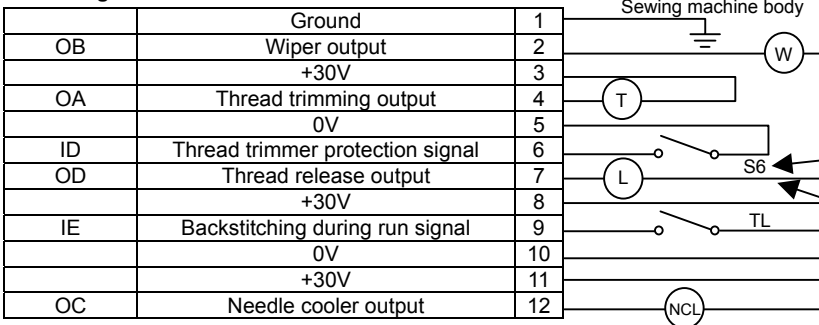 Sewing machine body
Ground 1
OB Wiper output 2 W
+30V 3
OA Thread trimming output 4 T
0V 5
ID Thread trimmer protection signal 6 S6
OD Thread release output 7 L
+30V 8
IE Backstitching during run signal 9 TL
0V 10
+30V 11
OC Needle cooler output 12 NCL